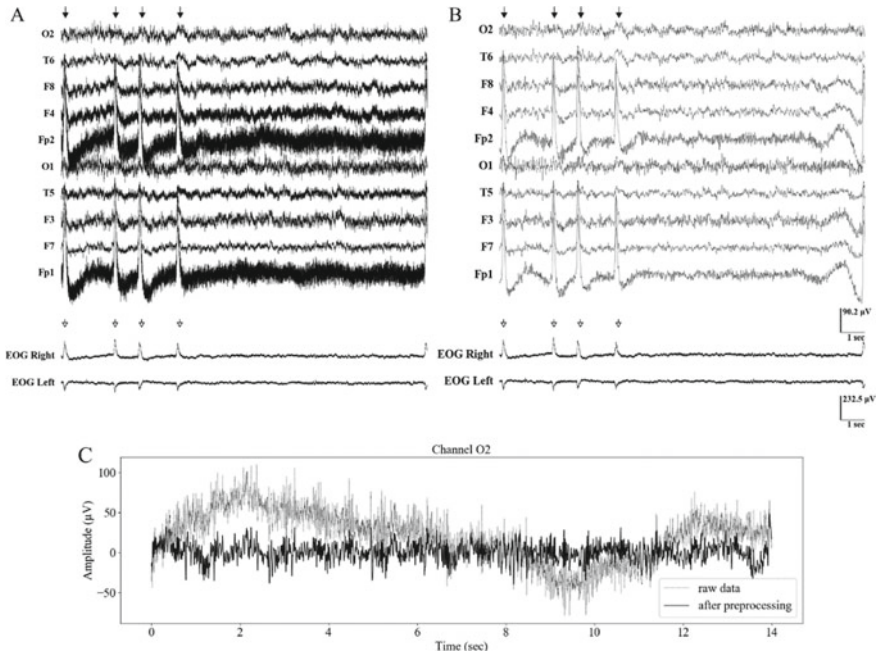 A
O2
T6
F8
F4
Fp2
O1
T5
F3
F7
Fp1
EOG Right
EOG Left
B
O2
T6
F8
F4
Fp2
O1
T5
F3
F7
Fp1
90.2 µV
1 sec
EOG Right
EOG Left
232.5 µV
1 sec
C
Channel O2
Amplitude (µV)
100
50
0
−50
raw data
after preprocessing
0
2
4
6
8
10
12
14
Time (sec)